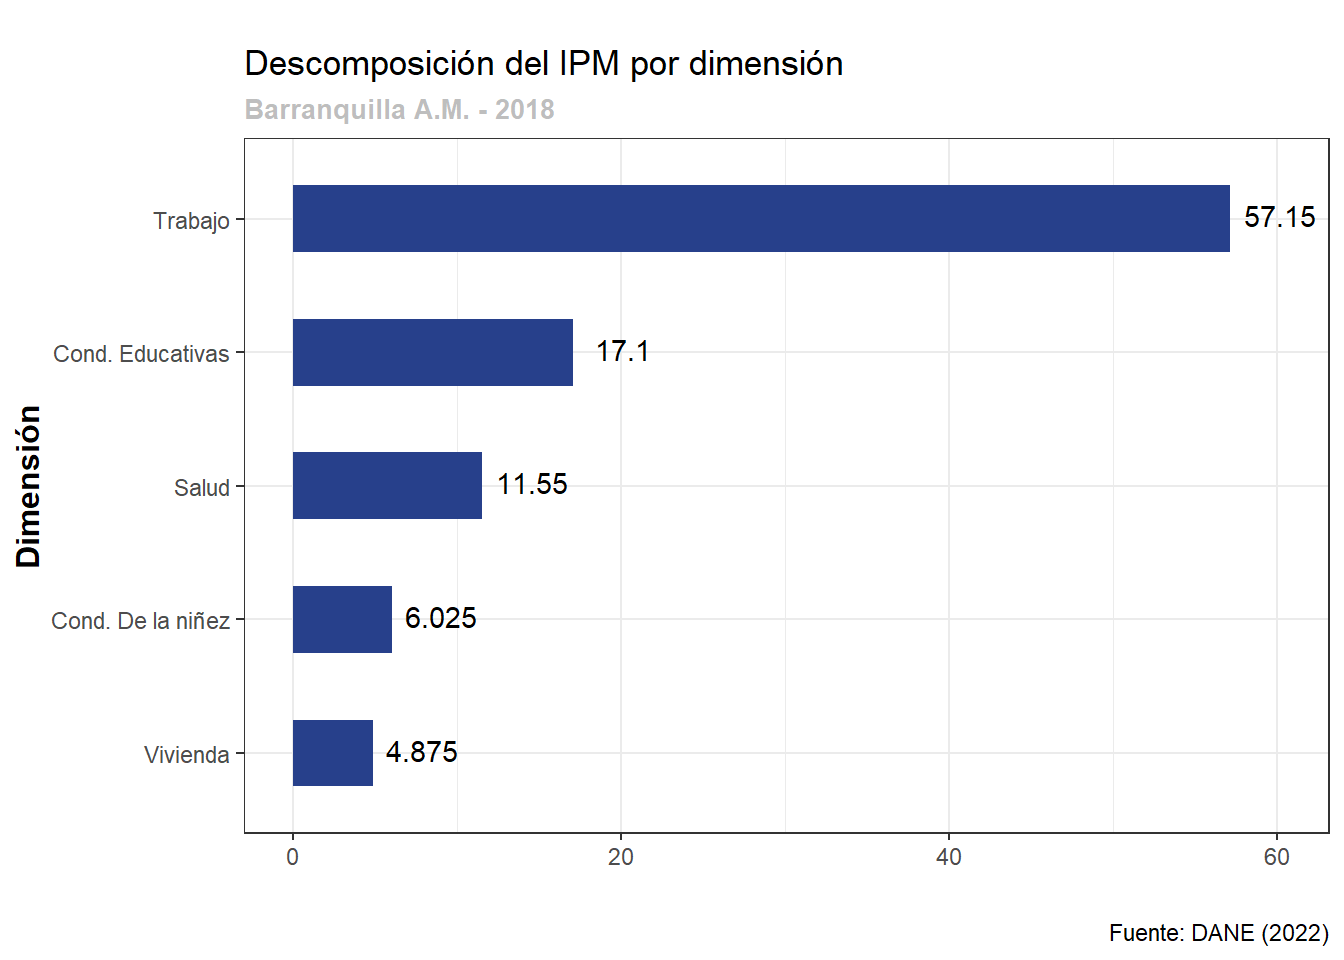 Descomposición del IPM por dimensión
Barranquilla A.M. - 2018
Dimensión
Trabajo 57.15
Cond. Educativas 17.1
Salud 11.55
Cond. De la niñez 6.025
Vivienda 4.875
0 20 40 60
Fuente: DANE (2022)